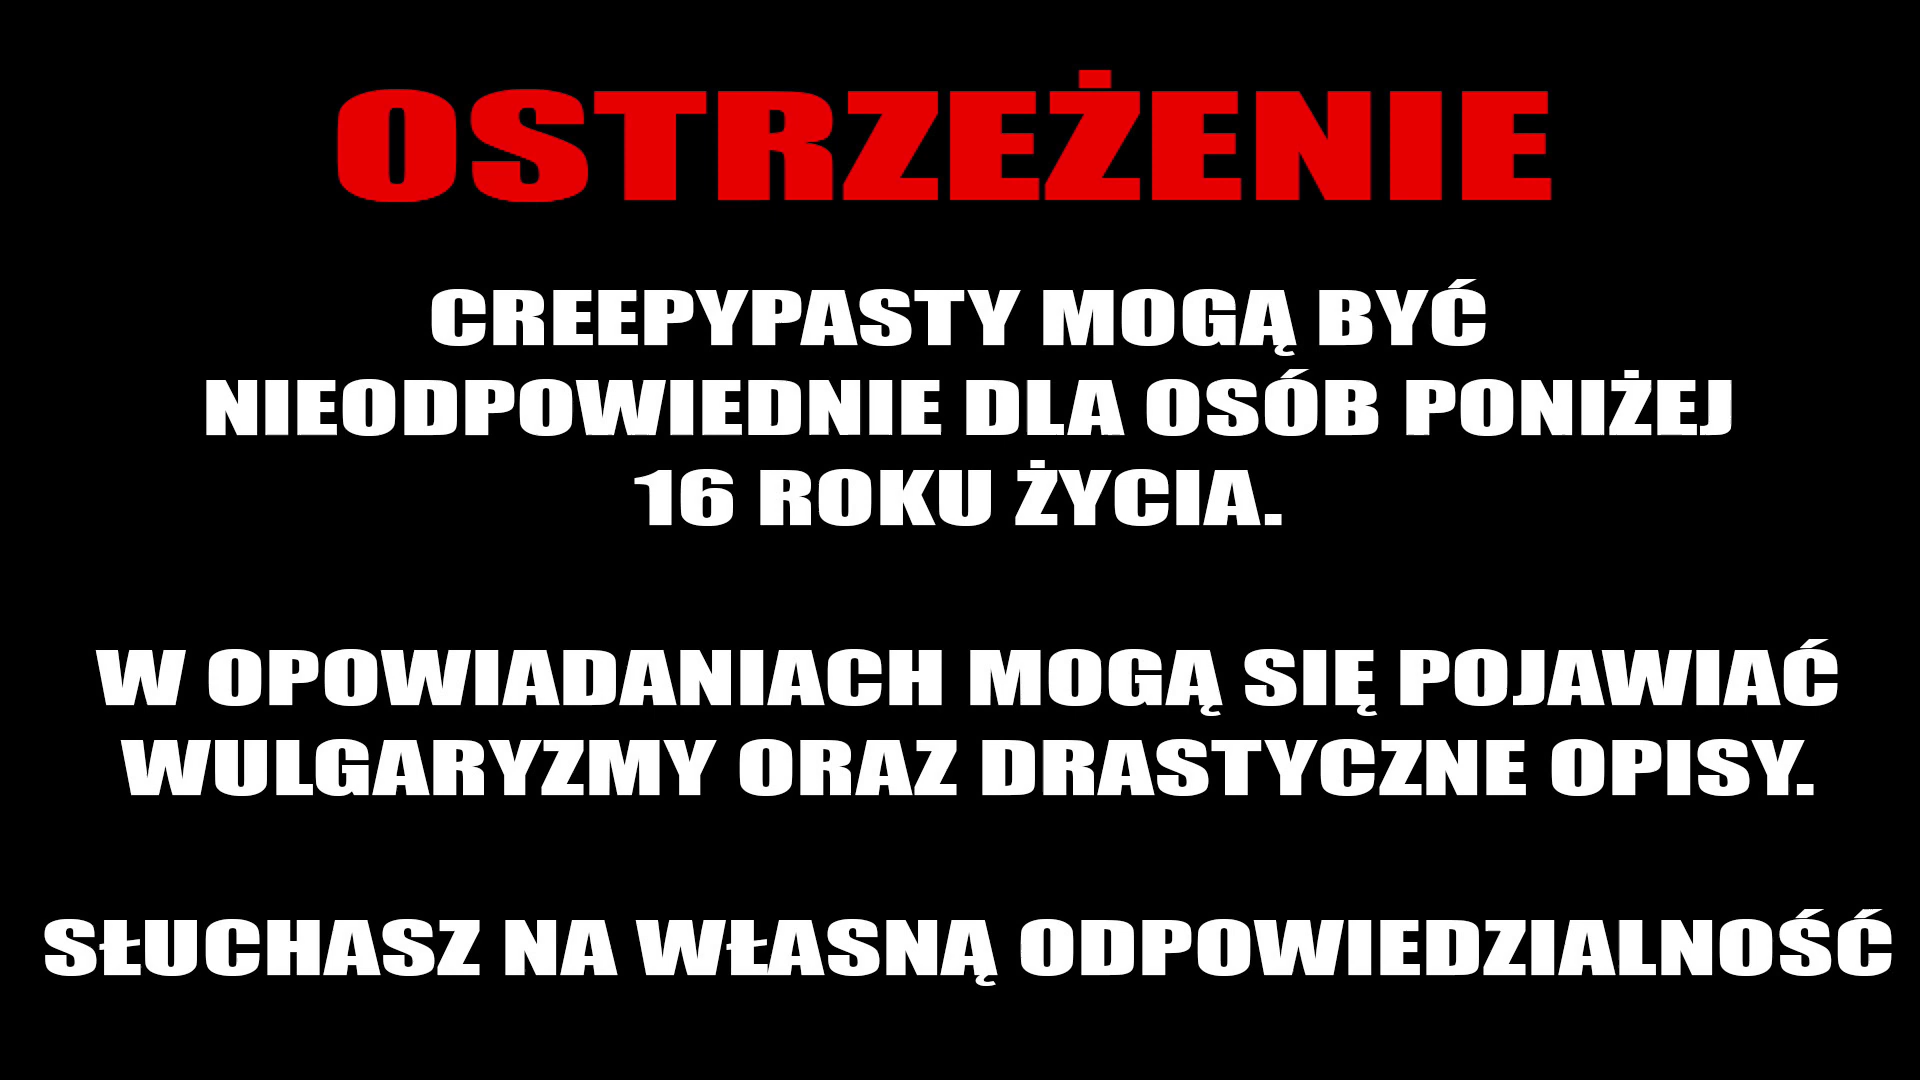 OSTRZEŻENIE
CREEPYPASTY MOGĄ BYĆ
NIEODPOWIEDNIE DLA OSÓB PONIŻEJ
16 ROKU ŻYCIA.
W OPOWIADANIACH MOGĄ SIĘ POJAWIAĆ
WULGARYZMY ORAZ DRASTYCZNE OPISY.
SŁUCHASZ NA WŁASNĄ ODPOWIEDZIALNOŚĆ